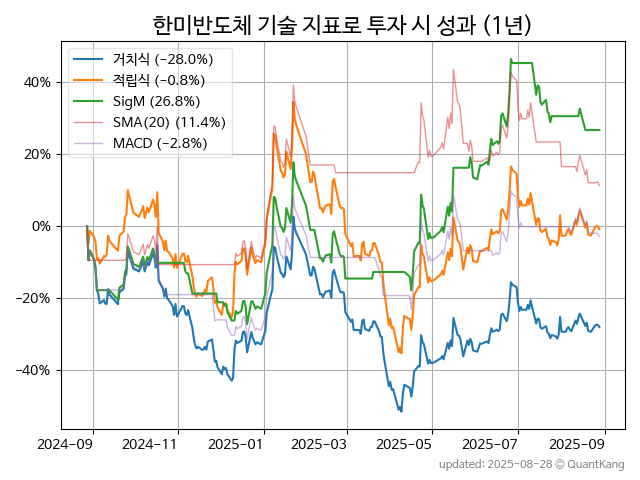 한미반도체 기술 지표로 투자 시 성과 (1년)
거치식 (−28.0%)
적립식 (−0.8%)
SigM (26.8%)
SMA(20) (11.4%)
MACD (−2.8%)
40%
20%
0%
−20%
−40%
2024-09 2024-11 2025-01 2025-03 2025-05 2025-07 2025-09
updated: 2025-08-28 ⓒ QuantKang